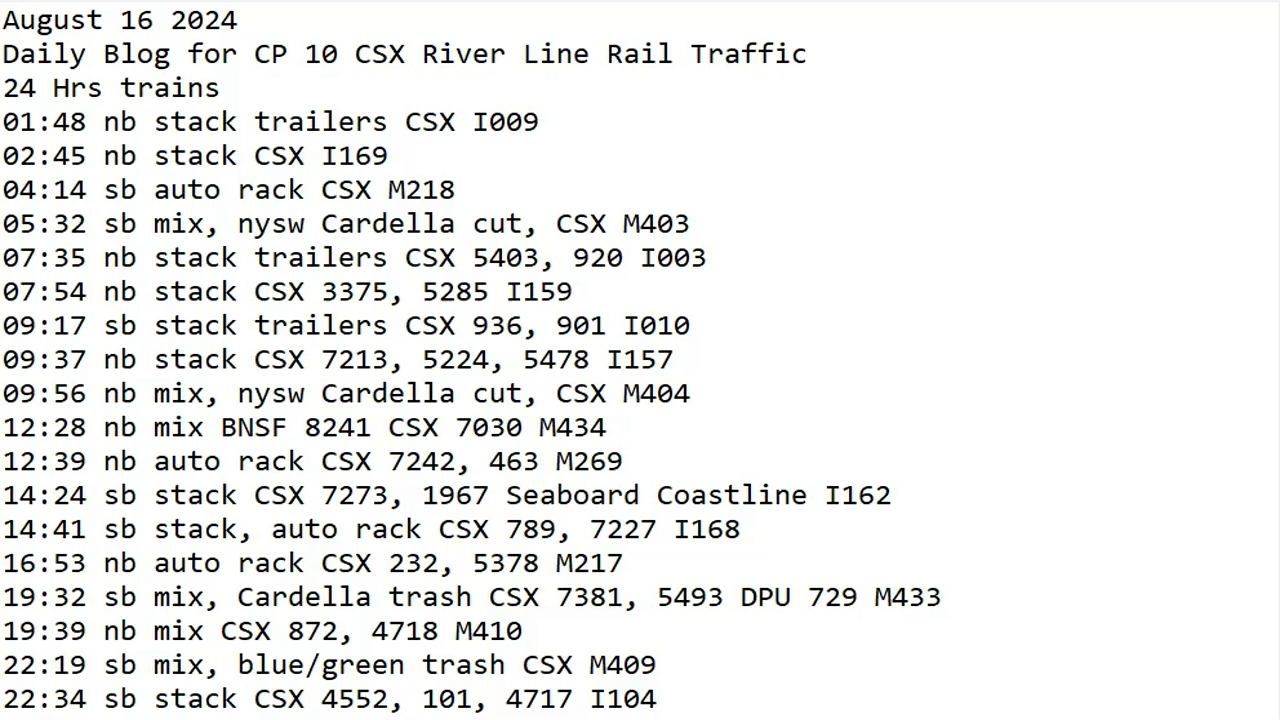 August 16 2024
Daily Blog for CP 10 CSX River Line Rail Traffic
24 Hrs trains
01:48 nb stack trailers CSX I009
02:45 nb stack CSX I169
04:14 sb auto rack CSX M218
05:32 sb mix, nysw Cardella cut, CSX M403
07:35 nb stack trailers CSX 5403, 920 I003
07:54 nb stack CSX 3375, 5285 I159
09:17 sb stack trailers CSX 936, 901 I010
09:37 nb stack CSX 7213, 5224, 5478 I157
09:56 nb mix, nysw Cardella cut, CSX M404
12:28 nb mix BNSF 8241 CSX 7030 M434
12:39 nb auto rack CSX 7242, 463 M269
14:24 sb stack CSX 7273, 1967 Seaboard Coastline I162
14:41 sb stack, auto rack CSX 789, 7227 I168
16:53 nb auto rack CSX 232, 5378 M217
19:32 sb mix, Cardella trash CSX 7381, 5493 DPU 729 M433
19:39 nb mix CSX 872, 4718 M410
22:19 sb mix, blue/green trash CSX M409
22:34 sb stack CSX 4552, 101, 4717 I104